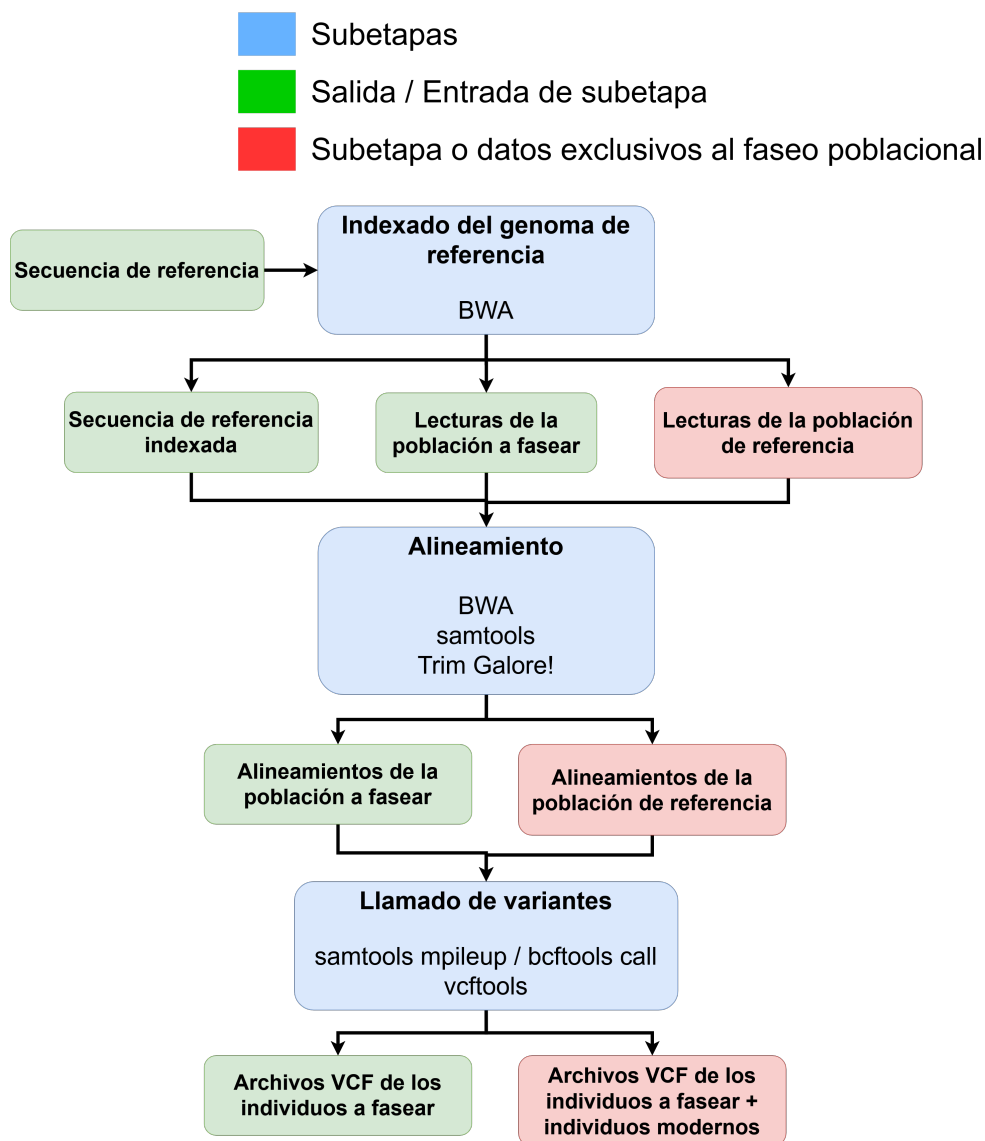 Subetapas
Salida / Entrada de subetapa
Subetapa o datos exclusivos al faseo poblacional
Indexado del genoma de
referencia
BWA
Secuencia de referencia
Secuencia de referencia
indexada
Lecturas de la
población a fasear
Lecturas de la población
de referencia
Alineamiento
BWA
samtools
Trim Galore!
Alineamientos de la
población a fasear
Alineamientos de la
población de referencia
Llamado de variantes
samtools mpileup / bcftools call
vcftools
Archivos VCF de los
individuos a fasear
Archivos VCF de los
individuos a fasear +
individuos modernos